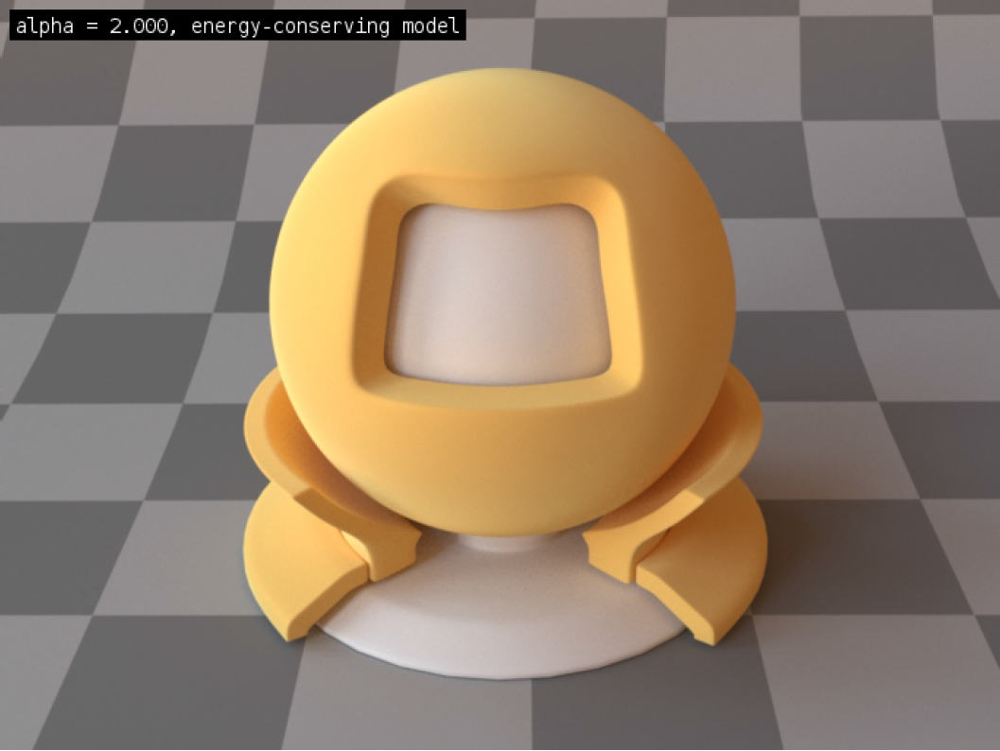 alpha = 2.000, energy-conserving model